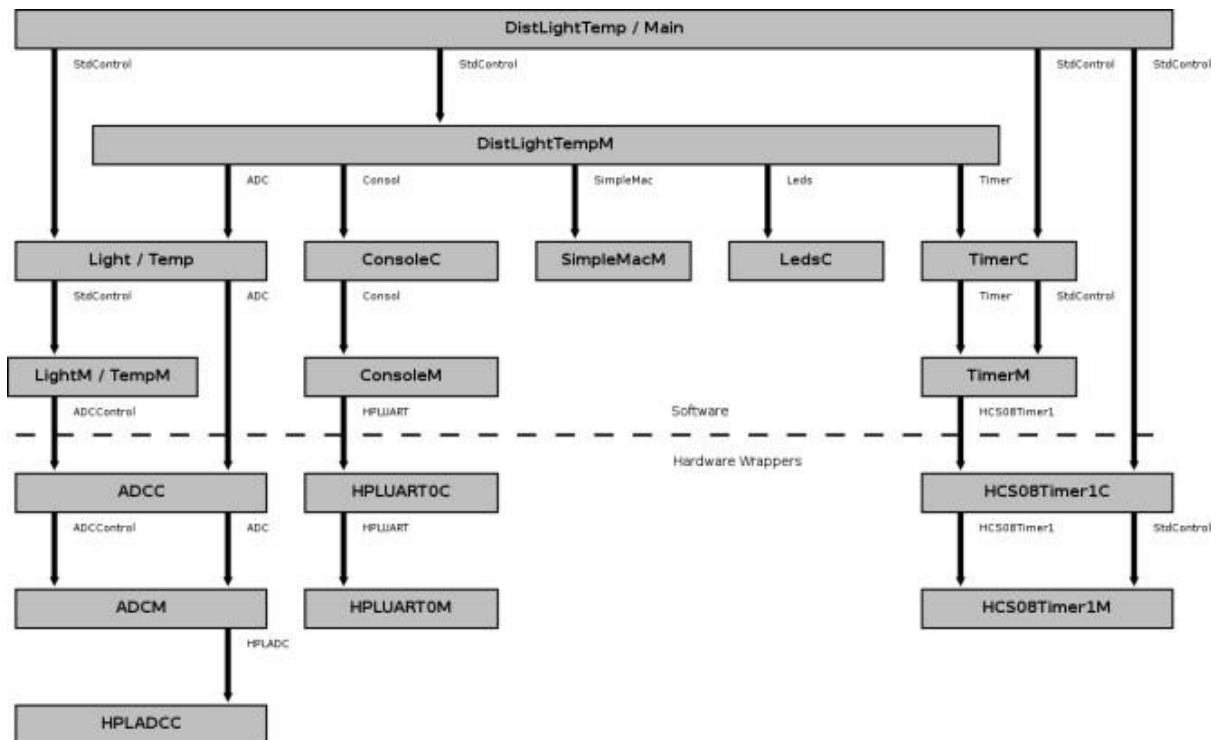 DistLightTemp / Main
StdControl StdControl StdControl StdControl
DistLightTempM
ADC Consol SimpleMac Leds Timer
Light / Temp ConsoleC SimpleMacM LedsC TimerC
StdControl ADC Consol Timer StdControl
LightM / TempM ConsoleM TimerM
ADCControl HPLUART Software HCS08Timer1
Hardware Wrappers
ADCC HPLUART0C HCS08Timer1C
ADCControl ADC HPLUART HCS08Timer1 StdControl
ADCM HPLUART0M HCS08Timer1M
HPLADC
HPLADCC